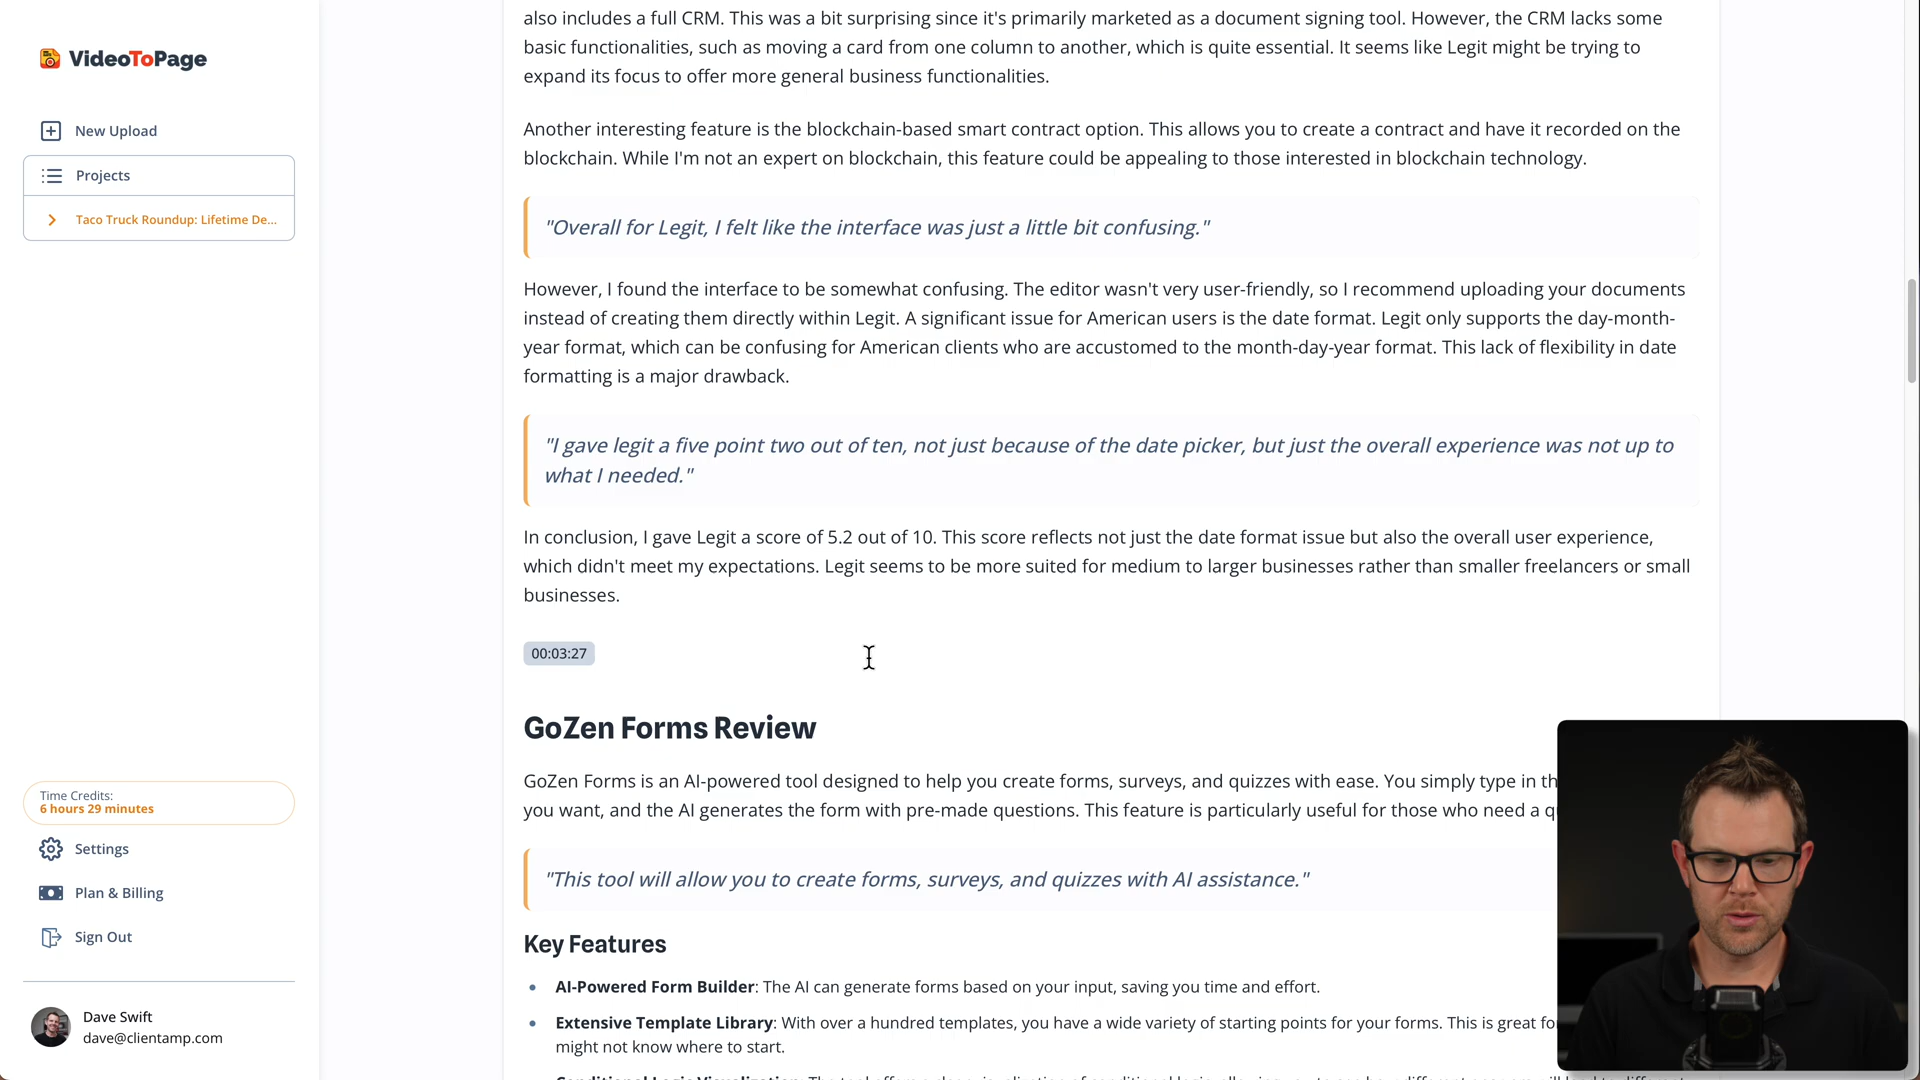 VideoToPage
New Upload
Projects
Taco Truck Roundup: Lifetime De...
Time Credits:
6 hours 29 minutes
Settings
Plan & Billing
Sign Out
Dave Swift
dave@clientamp.com
also includes a full CRM. This was a bit surprising since it's primarily marketed as a document signing tool. However, the CRM lacks some
basic functionalities, such as moving a card from one column to another, which is quite essential. It seems like Legit might be trying to
expand its focus to offer more general business functionalities.
Another interesting feature is the blockchain-based smart contract option. This allows you to create a contract and have it recorded on the
blockchain. While I'm not an expert on blockchain, this feature could be appealing to those interested in blockchain technology.
"Overall for Legit, I felt like the interface was just a little bit confusing."
However, I found the interface to be somewhat confusing. The editor wasn't very user-friendly, so I recommend uploading your documents
instead of creating them directly within Legit. A significant issue for American users is the date format. Legit only supports the day-month-
year format, which can be confusing for American clients who are accustomed to the month-day-year format. This lack of flexibility in date
formatting is a major drawback.
"I gave legit a five point two out of ten, not just because of the date picker, but just the overall experience was not up to
what I needed."
In conclusion, I gave Legit a score of 5.2 out of 10. This score reflects not just the date format issue but also the overall user experience,
which didn't meet my expectations. Legit seems to be more suited for medium to larger businesses rather than smaller freelancers or small
businesses.
00:03:27
GoZen Forms Review
GoZen Forms is an AI-powered tool designed to help you create forms, surveys, and quizzes with ease. You simply type in
you want, and the AI generates the form with pre-made questions. This feature is particularly useful for those who need a
"This tool will allow you to create forms, surveys, and quizzes with AI assistance."
Key Features
AI-Powered Form Builder: The AI can generate forms based on your input, saving you time and effort.
Extensive Template Library: With over a hundred templates, you have a wide variety of starting points for your forms. This is great
might not know where to start.